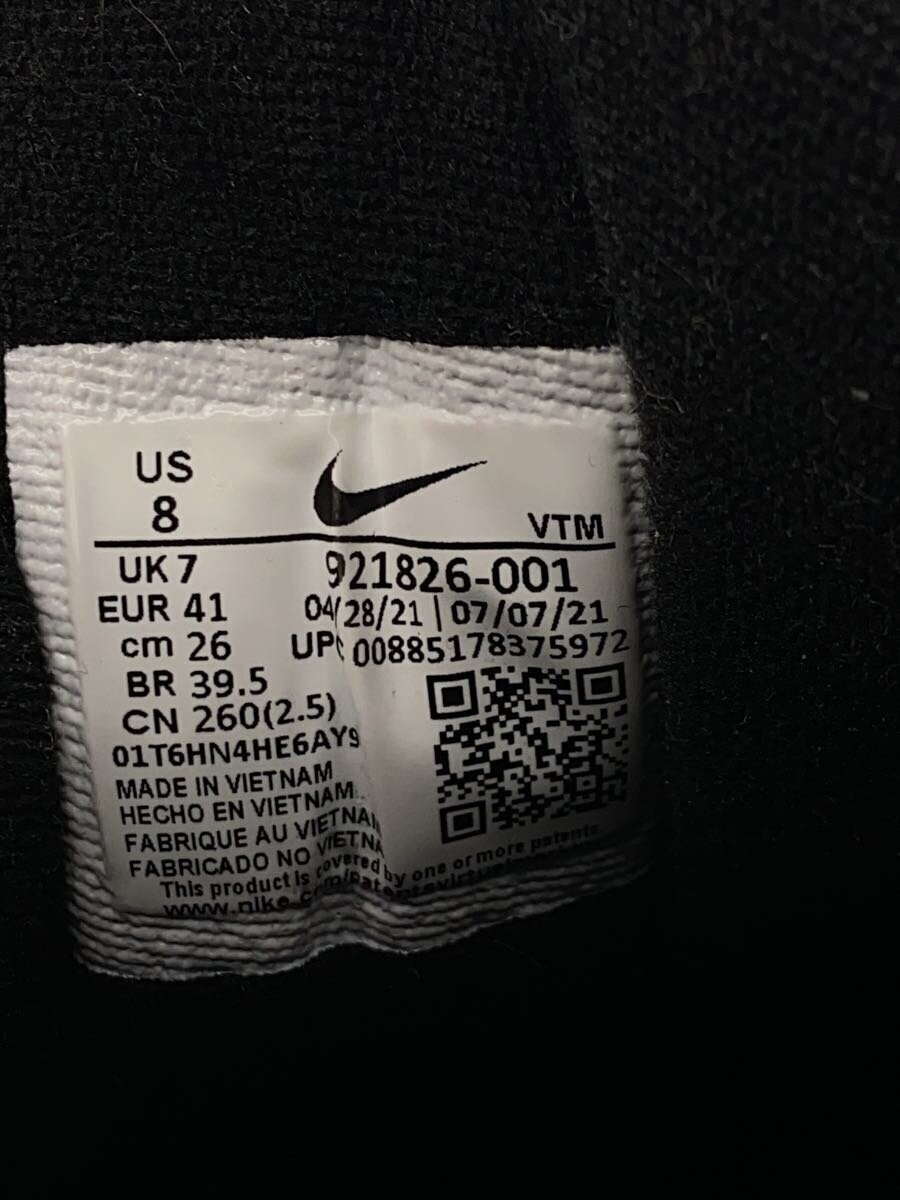 US
8
VTM
UK 7
921826-001
EUR 41
04/28/21 | 07/07/21
cm 26
UPC 00885178375972
BR 39.5
CN 260(2.5)
01T6HN4HE6AY9
MADE IN VIETNAM
HECHO EN VIETNAM
FABRIQUE AU VIETNAM
FABRICADO NO VIETNA
This product is covered by one or more patents
www.nike.com/patents